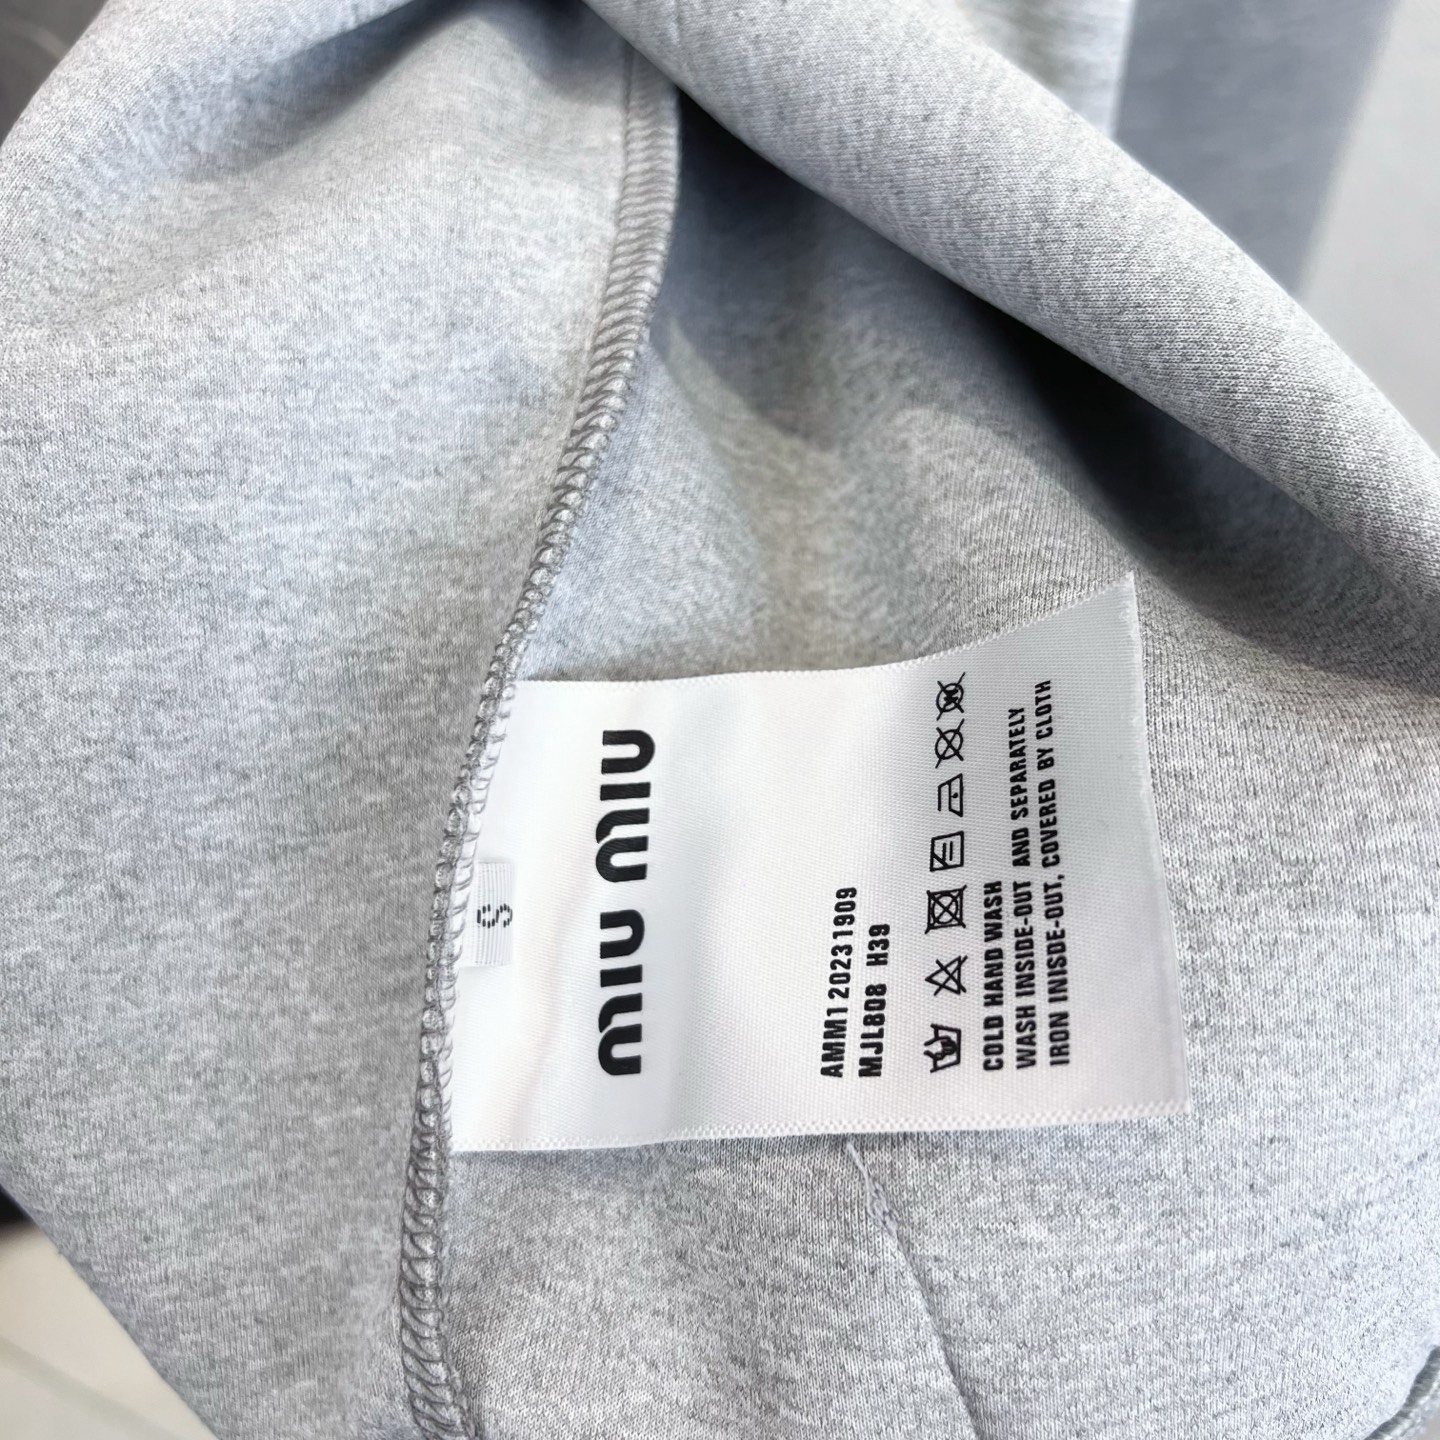 S
MIU MIU
AMM120231909
MJL808 H39
COLD HAND WASH
WASH INSIDE-OUT AND SEPARATELY
IRON INISDE-OUT, COVERED BY CLOTH